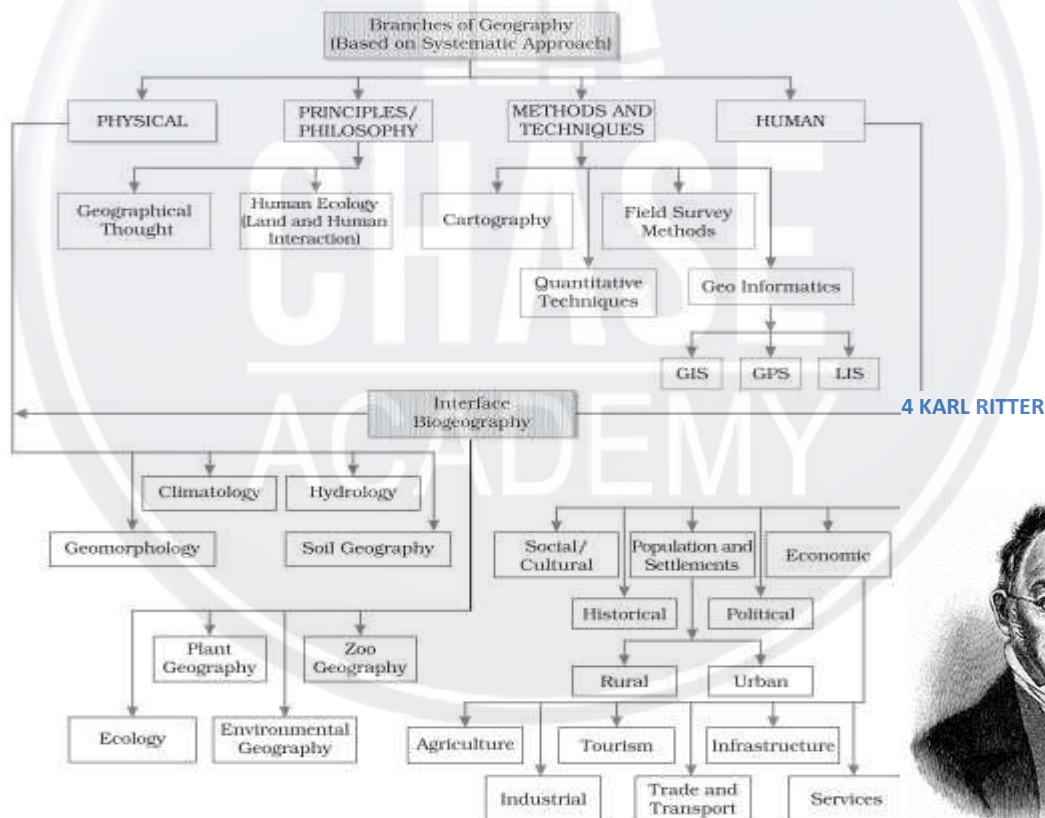 Branches of Geography
(Based on Systematic Approach)
PHYSICAL
PRINCIPLES/
PHILOSOPHY
METHODS AND
TECHNIQUES
HUMAN
Geographical
Thought
Human Ecology
(Land and Human
Interaction)
Cartography
Field Survey
Methods
Quantitative
Techniques
Geo Informatics
GIS
GPS
LIS
Interface
Biogeography
4 KARL RITTER
CHASE
ACADEMY
Climatology
Hydrology
Geomorphology
Soil Geography
Social/
Cultural
Population and
Settlements
Economic
Historical
Political
Plant
Geography
Zoo
Geography
Rural
Urban
Ecology
Environmental
Geography
Agriculture
Tourism
Infrastructure
Industrial
Trade and
Transport
Services